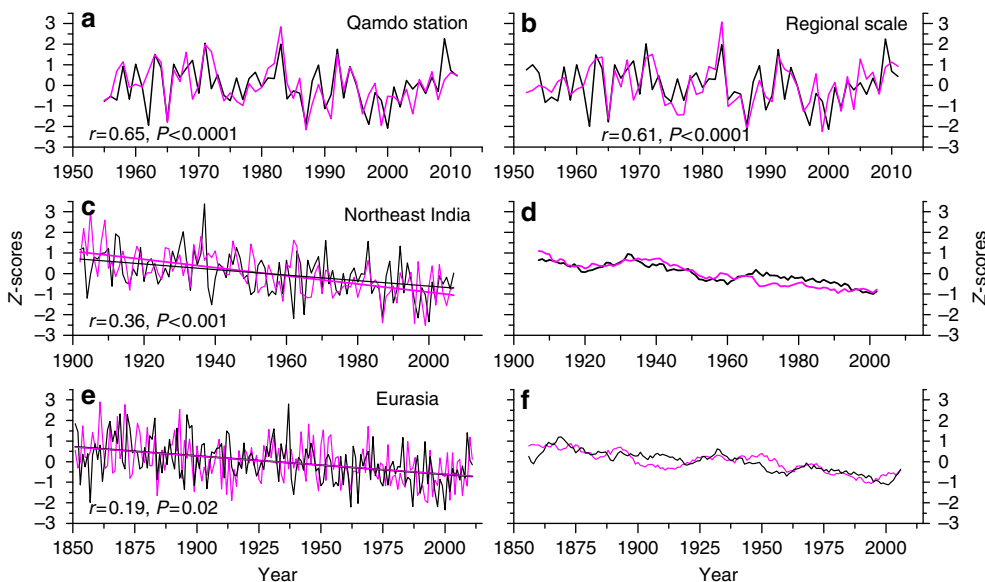 a
Qamdo station
3
2
1
0
−1
−2
−3
r=0.65, P<0.0001
1950 1960 1970 1980 1990 2000 2010
b
Regional scale
3
2
1
0
−1
−2
−3
r=0.61, P<0.0001
1950 1960 1970 1980 1990 2000 2010
c
Northeast India
Z-scores
3
2
1
0
−1
−2
−3
r=0.36, P<0.001
1900 1920 1940 1960 1980 2000
d
3
2
1
0
−1
−2
−3
Z-scores
1900 1920 1940 1960 1980 2000
e
Eurasia
3
2
1
0
−1
−2
−3
r=0.19, P=0.02
1850 1875 1900 1925 1950 1975 2000
Year
f
3
2
1
0
−1
−2
−3
1850 1875 1900 1925 1950 1975 2000
Year